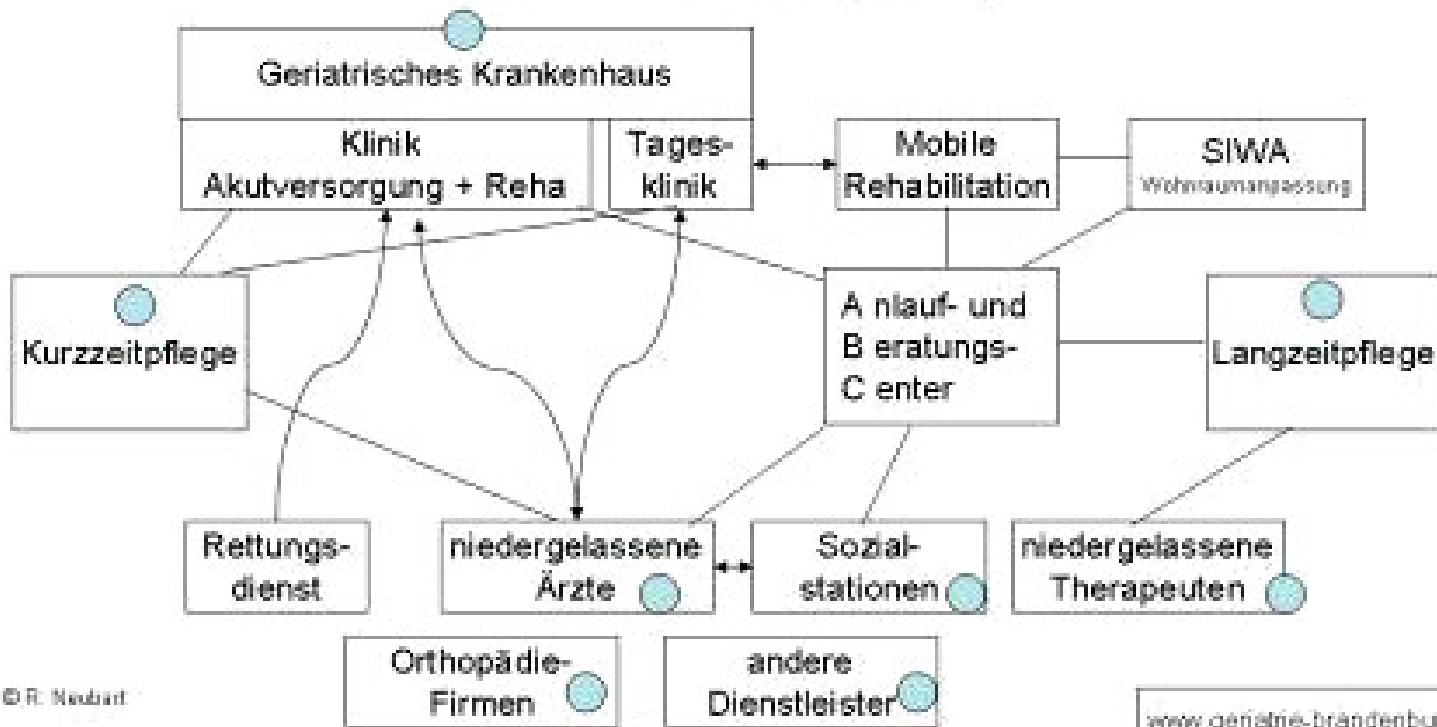 Geriatrisches Krankenhaus
Klinik
Akutversorgung + Reha
Tages-
klinik
Mobile
Rehabilitation
SIWA
Wohnraumanpassung
Kurzzeitpflege
A nlauf- und
B eratungs-
C enter
Langzeitpflege
Rettungs-
dienst
niedergelassene
Ärzte
Sozial-
stationen
niedergelassene
Therapeuten
Orthopädie-
Firmen
andere
Dienstleister
© R. Neubart